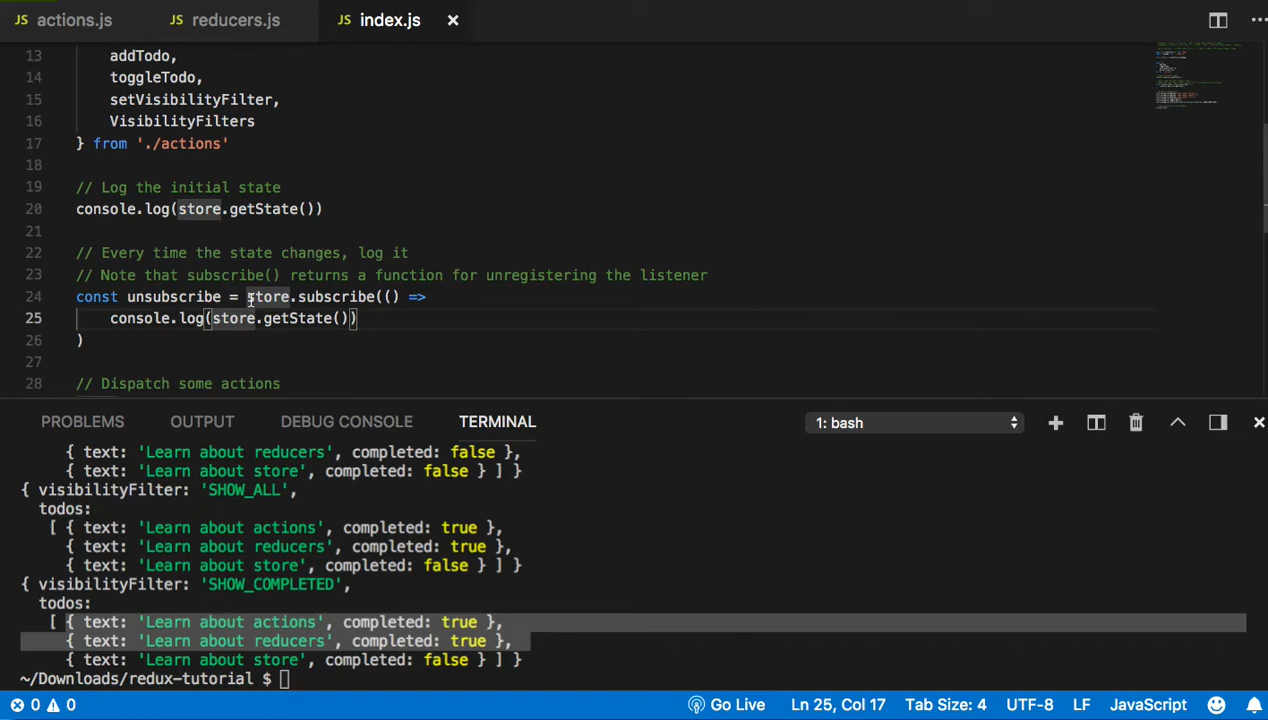 JS actions.js JS reducers.js JS index.js ×
13 addTodo,
14 toggleTodo,
15 setVisibilityFilter,
16 VisibilityFilters
17 } from './actions'
18
19 // Log the initial state
20 console.log(store.getState())
21
22 // Every time the state changes, log it
23 // Note that subscribe() returns a function for unregistering the listener
24 const unsubscribe = store.subscribe(() =>
25 console.log(store.getState())
26 )
27
28 // Dispatch some actions
PROBLEMS OUTPUT DEBUG CONSOLE TERMINAL 1: bash
{ text: 'Learn about reducers', completed: false },
{ text: 'Learn about store', completed: false } ] }
{ visibilityFilter: 'SHOW_ALL',
todos:
[ { text: 'Learn about actions', completed: true },
{ text: 'Learn about reducers', completed: true },
{ text: 'Learn about store', completed: false } ] }
{ visibilityFilter: 'SHOW_COMPLETED',
todos:
[ { text: 'Learn about actions', completed: true },
{ text: 'Learn about reducers', completed: true },
{ text: 'Learn about store', completed: false } ] }
~/Downloads/redux-tutorial $
0 0 Go Live Ln 25, Col 17 Tab Size: 4 UTF-8 LF JavaScript